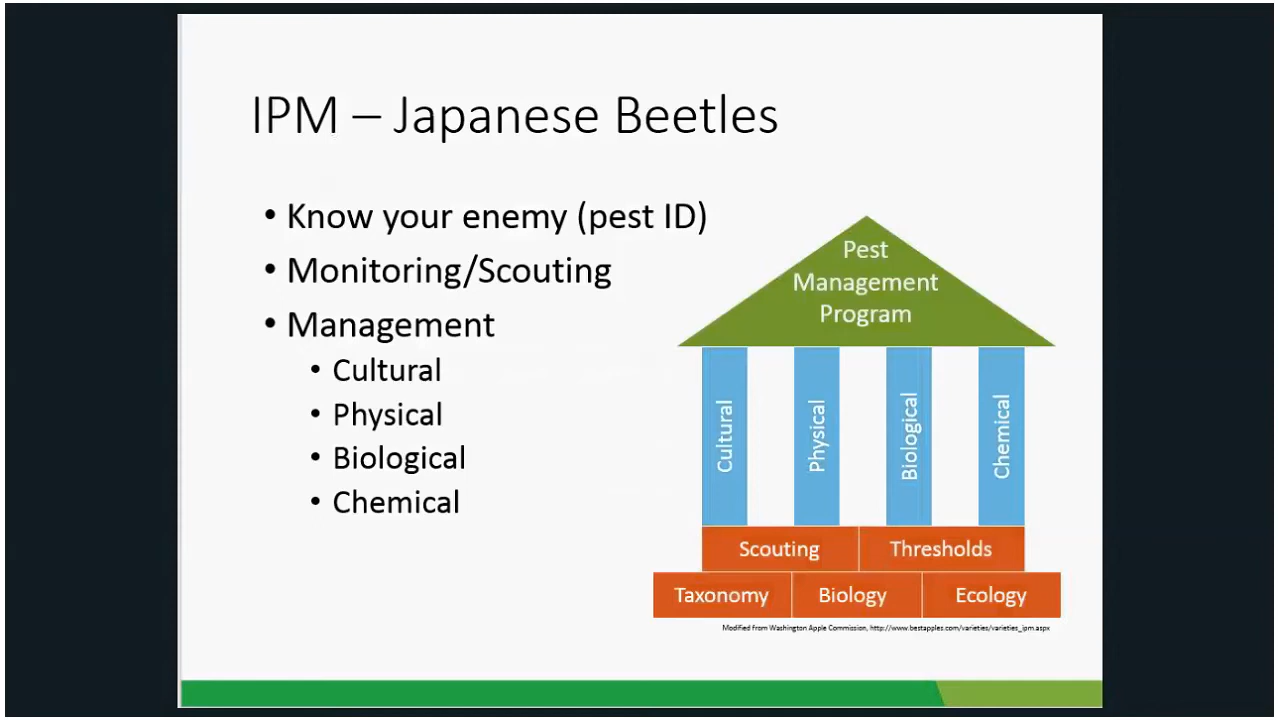 IPM – Japanese Beetles
• Know your enemy (pest ID)
• Monitoring/Scouting
• Management
• Cultural
• Physical
• Biological
• Chemical
Pest
Management
Program
Cultural
Physical
Biological
Chemical
Scouting
Thresholds
Taxonomy
Biology
Ecology
Modified from Washington Apple Commission, http://www.bestapples.com/varieties/varieties_ipm.aspx